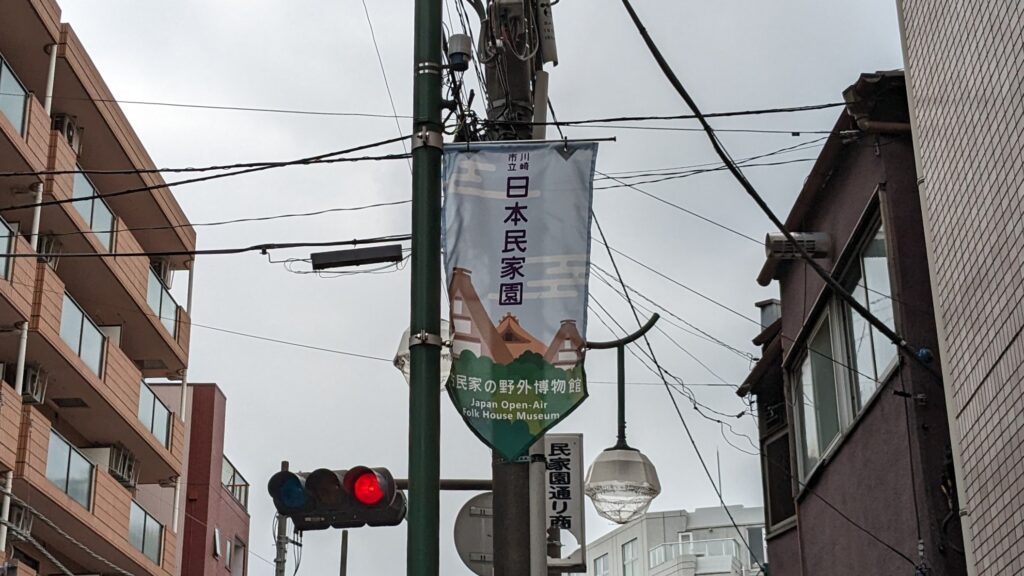 川崎
市立
日本民家園
古民家の野外博物館
Japan Open-Air
Folk House Museum
民家園通り商